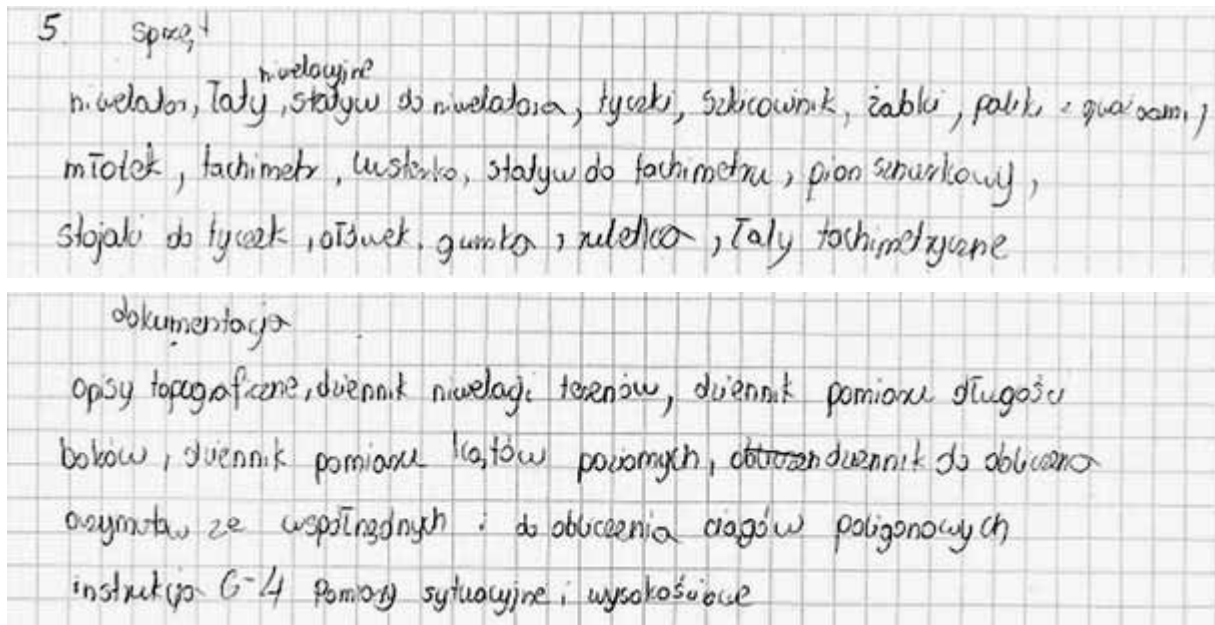 5. sprzęt
niwelator, łaty niwelacyjne, statyw do niwelatora, tyczki, szkicownik, żabki, paliki z gwoździami,
młotek, tachimetr, lusterko, statyw do tachimetru, pion sznurkowy,
stojaki do tyczek, ołówek, gumka, ruletka, łaty tachimetryczne
dokumentacja
opisy topograficzne, dziennik niwelacji terenów, dziennik pomiaru długości
boków, dziennik pomiaru kątów poziomych, dziennik do obliczenia
azymutów ze współrzędnych i do obliczenia ciągów poligonowych
instrukcja G-4 Pomiary sytuacyjne i wysokościowe